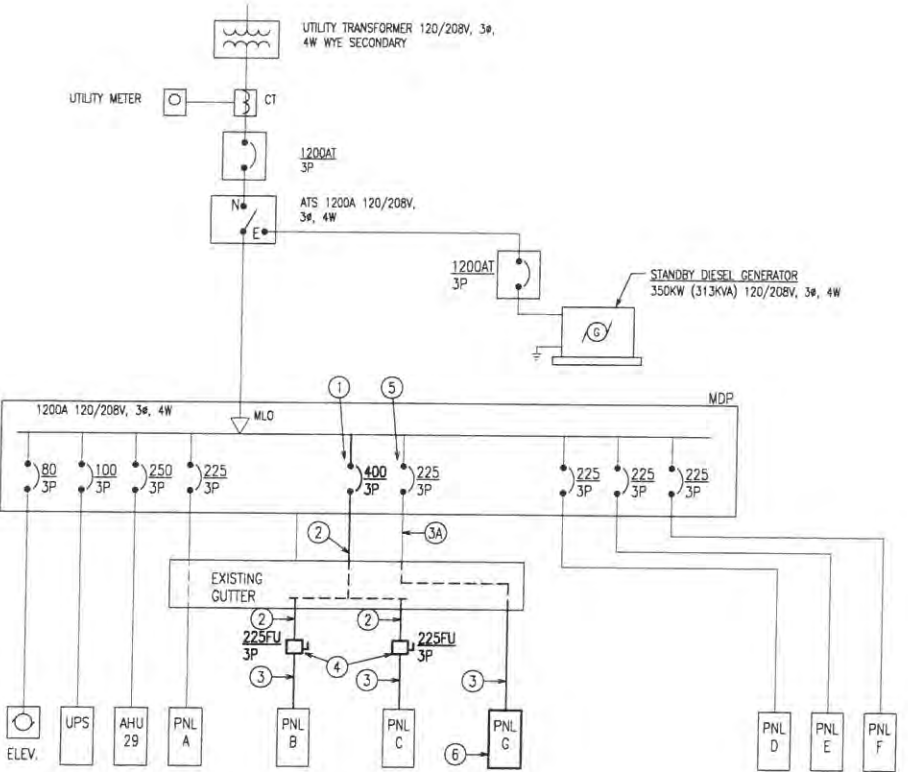 UTILITY TRANSFORMER 120/208V, 3ø,
4W WYE SECONDARY
UTILITY METER
CT
1200AT
3P
N
E
ATS 1200A 120/208V,
3ø, 4W
1200AT
3P
STANDBY DIESEL GENERATOR
350KW (313KVA) 120/208V, 3ø, 4W
G
1
5
MDP
1200A 120/208V, 3ø, 4W
MLO
80
3P
100
3P
250
3P
225
3P
400
3P
225
3P
225
3P
225
3P
225
3P
2
3A
EXISTING
GUTTER
2
2
225FU
3P
4
225FU
3P
3
3
3
ELEV.
UPS
AHU
29
PNL
A
PNL
B
PNL
C
PNL
G
6
PNL
D
PNL
E
PNL
F